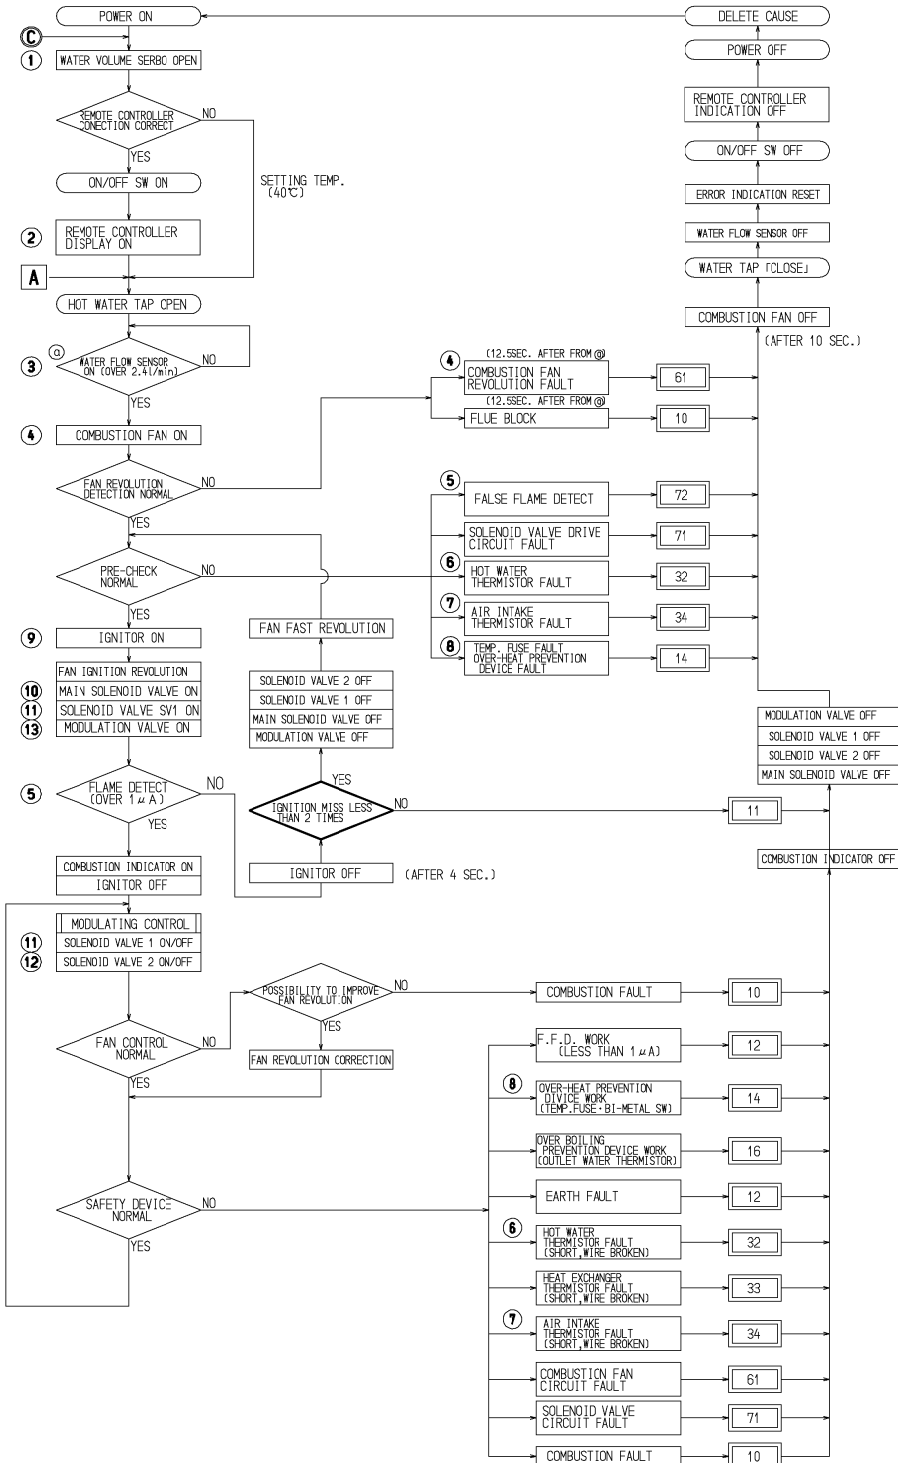 POWER ON
C
1
WATER VOLUME SERBO OPEN
REMOTE CONTROLLER
CONECTION CORRECT
NO
YES
ON/OFF SW ON
SETTING TEMP.
(40℃)
2
REMOTE CONTROLLER
DISPLAY ON
A
HOT WATER TAP OPEN
a
3
WATER FLOW SENSOR
ON (OVER 2.4l/min)
NO
YES
4
COMBUSTION FAN ON
FAN REVOLUTION
DETECTION NORMAL
NO
YES
PRE-CHECK
NORMAL
NO
YES
9
IGNITOR ON
FAN IGNITION REVOLUTION
10
MAIN SOLENOID VALVE ON
11
SOLENOID VALVE SV1 ON
13
MODULATION VALVE ON
5
FLAME DETECT
(OVER 1μA)
NO
YES
COMBUSTION INDICATOR ON
IGNITOR OFF
MODULATING CONTROL
11
SOLENOID VALVE 1 ON/OFF
12
SOLENOID VALVE 2 ON/OFF
FAN CONTROL
NORMAL
NO
YES
SAFETY DEVICE
NORMAL
NO
YES
FAN FAST REVOLUTION
SOLENOID VALVE 2 OFF
SOLENOID VALVE 1 OFF
MAIN SOLENOID VALVE OFF
MODULATION VALVE OFF
YES
IGNITION MISS LESS
THAN 2 TIMES
NO
11
IGNITOR OFF
(AFTER 4 SEC.)
POSSIBILITY TO IMPROVE
FAN REVOLUTION
NO
YES
FAN REVOLUTION CORRECTION
(12.5SEC. AFTER FROM @)
4
COMBUSTION FAN
REVOLUTION FAULT
61
(12.5SEC. AFTER FROM @)
FLUE BLOCK
10
5
FALSE FLAME DETECT
72
SOLENOID VALVE DRIVE
CIRCUIT FAULT
71
6
HOT WATER
THERMISTOR FAULT
32
7
AIR INTAKE
THERMISTOR FAULT
34
8
TEMP. FUSE FAULT
OVER-HEAT PREVENTION
DEVICE FAULT
14
COMBUSTION FAULT
10
F.F.D. WORK
(LESS THAN 1μA)
12
8
OVER-HEAT PREVENTION
DIVICE WORK
(TEMP.FUSE·BI-METAL SW)
14
OVER BOILING
PREVENTION DEVICE WORK
(OUTLET WATER THERMISTOR)
16
EARTH FAULT
12
6
HOT WATER
THERMISTOR FAULT
(SHORT,WIRE BROKEN)
32
HEAT EXCHANGER
THERMISTOR FAULT
(SHORT,WIRE BROKEN)
33
7
AIR INTAKE
THERMISTOR FAULT
(SHORT,WIRE BROKEN)
34
COMBUSTION FAN
CIRCUIT FAULT
61
SOLENOID VALVE
CIRCUIT FAULT
71
COMBUSTION FAULT
10
DELETE CAUSE
POWER OFF
REMOTE CONTROLLER
INDICATION OFF
ON/OFF SW OFF
ERROR INDICATION RESET
WATER FLOW SENSOR OFF
WATER TAP 「CLOSE」
COMBUSTION FAN OFF
(AFTER 10 SEC.)
MODULATION VALVE OFF
SOLENOID VALVE 1 OFF
SOLENOID VALVE 2 OFF
MAIN SOLENOID VALVE OFF
COMBUSTION INDICATOR OFF